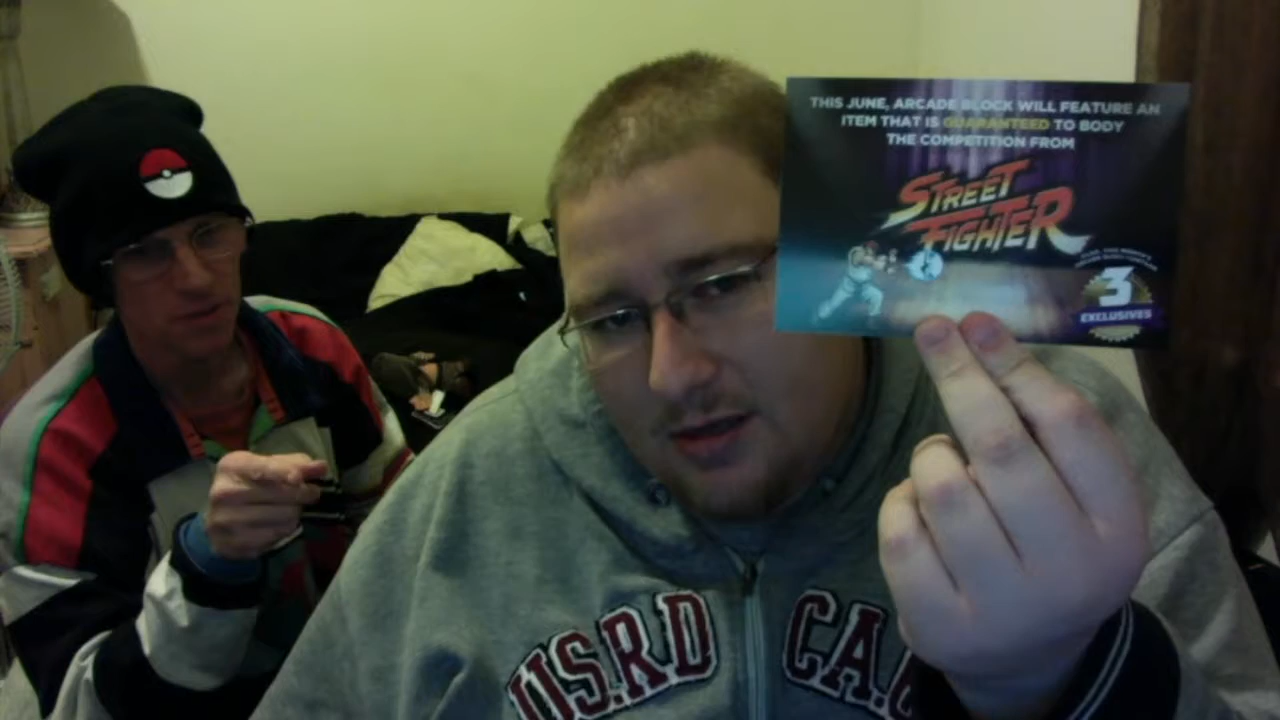 THIS JUNE, ARCADE BLOCK WILL FEATURE AN
ITEM THAT IS GUARANTEED TO BODY
THE COMPETITION FROM
STREET
FIGHTER
3
EXCLUSIVES
U.S.R.D
CA.